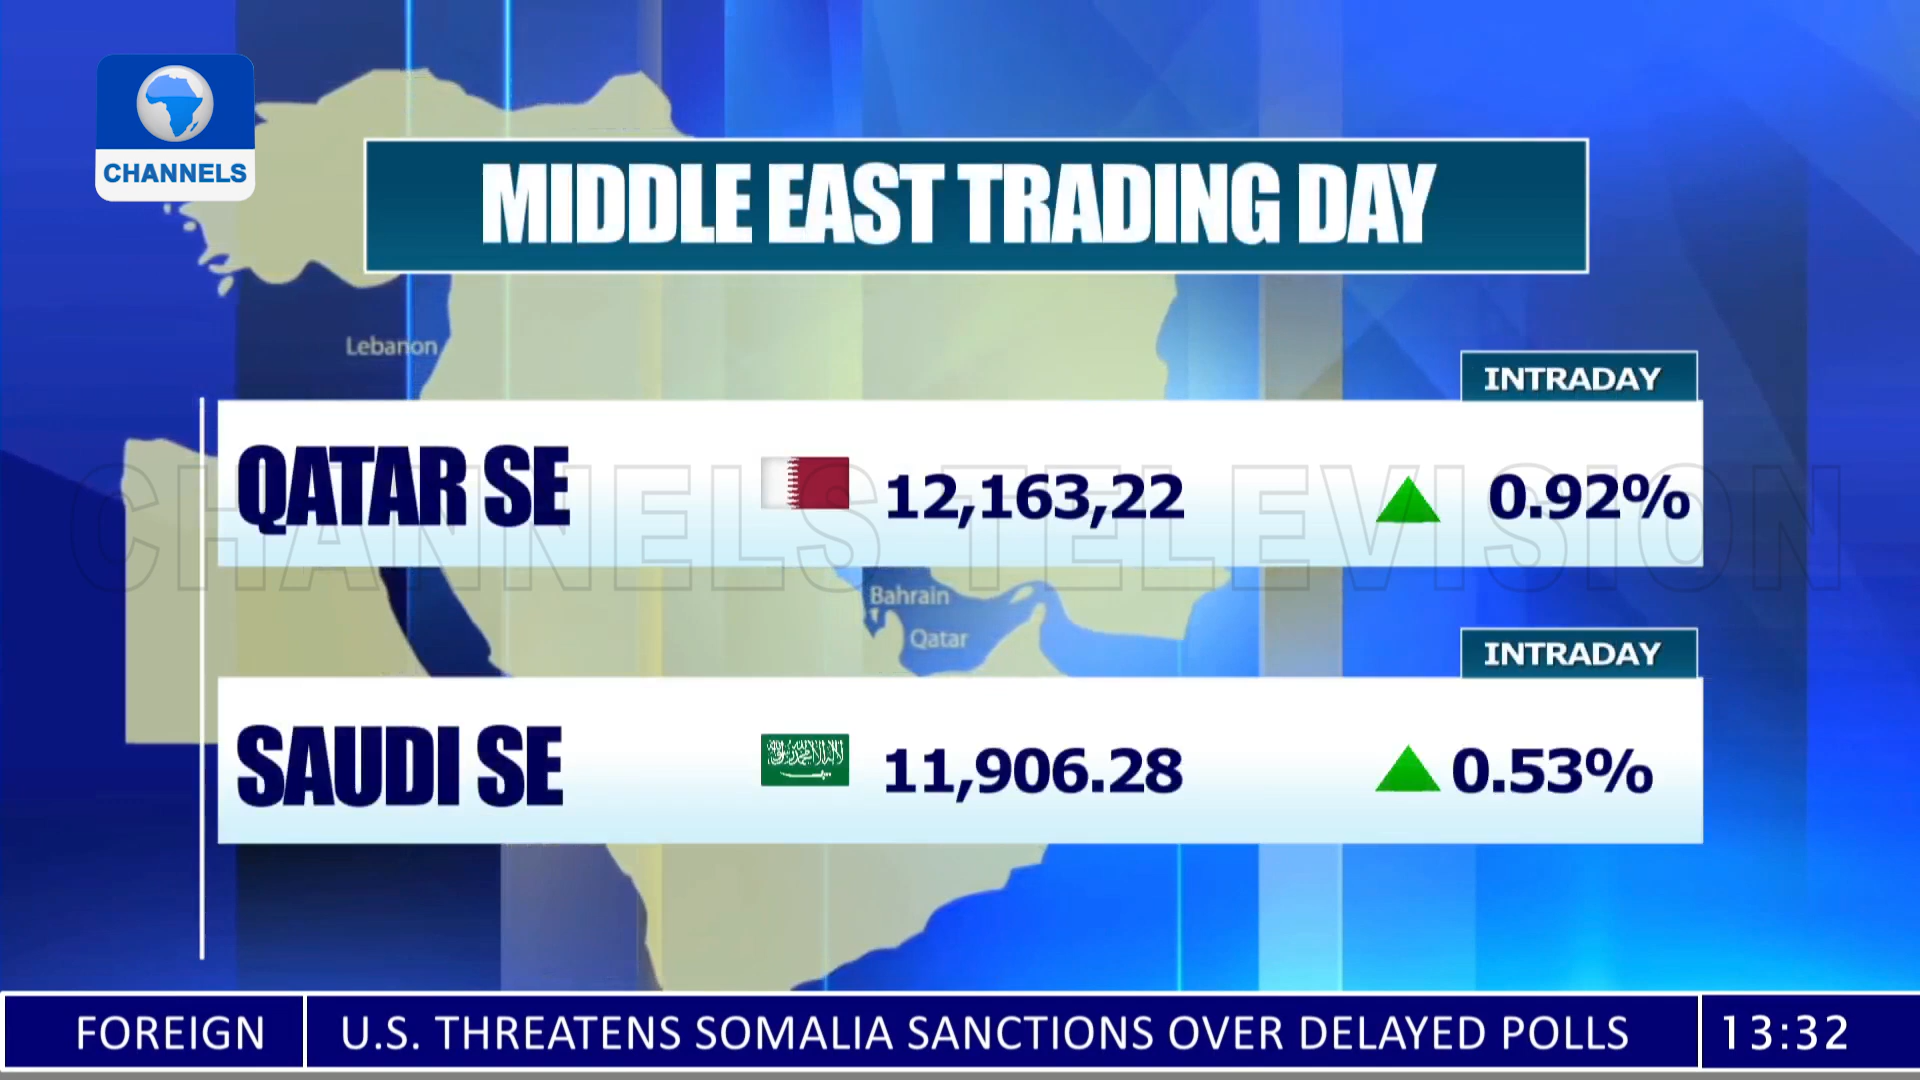 CHANNELS
MIDDLE EAST TRADING DAY
Lebanon
INTRADAY
QATAR SE 12,163,22 0.92%
CHANNELS TELEVISION
Bahrain
Qatar
INTRADAY
SAUDI SE 11,906.28 0.53%
FOREIGN U.S. THREATENS SOMALIA SANCTIONS OVER DELAYED POLLS 13:32